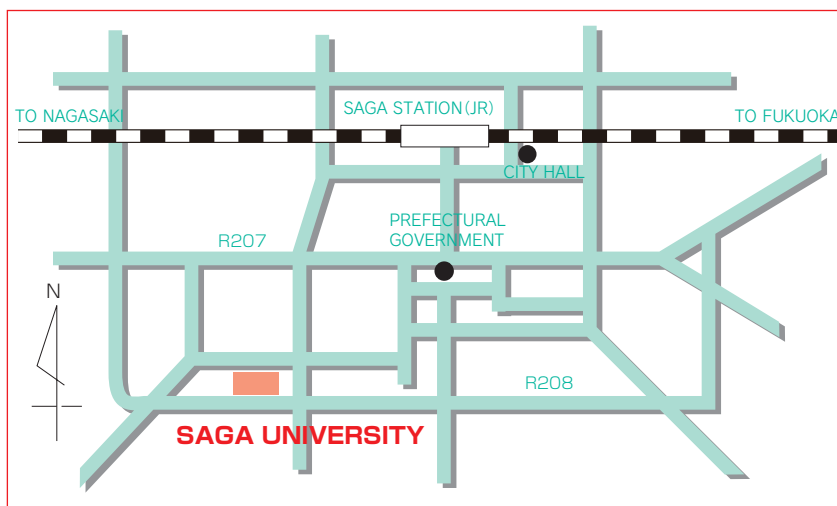 SAGA STATION(JR)
TO NAGASAKI
TO FUKUOKA
CITY HALL
PREFECTURAL
GOVERNMENT
R207
N
R208
SAGA UNIVERSITY